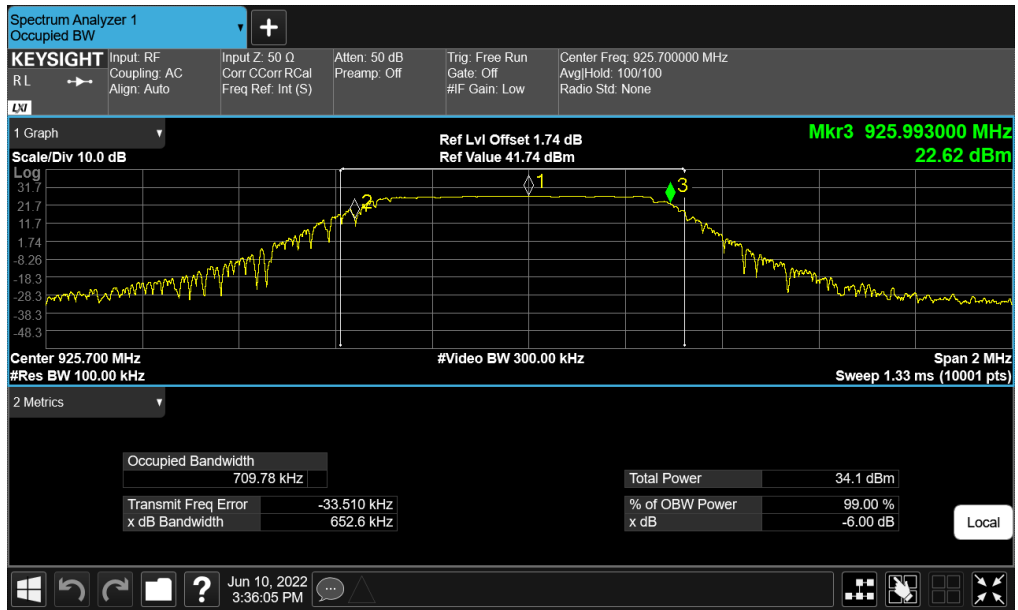 Spectrum Analyzer 1
Occupied BW
KEYSIGHT
R L
LXI
Input: RF
Coupling: AC
Align: Auto
Input Z: 50 Ω
Corr CCorr RCal
Freq Ref: Int (S)
Atten: 50 dB
Preamp: Off
Trig: Free Run
Gate: Off
#IF Gain: Low
Center Freq: 925.700000 MHz
Avg|Hold: 100/100
Radio Std: None
1 Graph
Scale/Div 10.0 dB
Ref Lvl Offset 1.74 dB
Ref Value 41.74 dBm
Mkr3 925.993000 MHz
22.62 dBm
Log
31.7
21.7
11.7
1.74
-8.26
-18.3
-28.3
-38.3
-48.3
1
2
3
Center 925.700 MHz
#Video BW 300.00 kHz
Span 2 MHz
#Res BW 100.00 kHz
Sweep 1.33 ms (10001 pts)
2 Metrics
Occupied Bandwidth
709.78 kHz
Transmit Freq Error -33.510 kHz
x dB Bandwidth 652.6 kHz
Total Power 34.1 dBm
% of OBW Power 99.00 %
x dB -6.00 dB
Local
?
Jun 10, 2022
3:36:05 PM